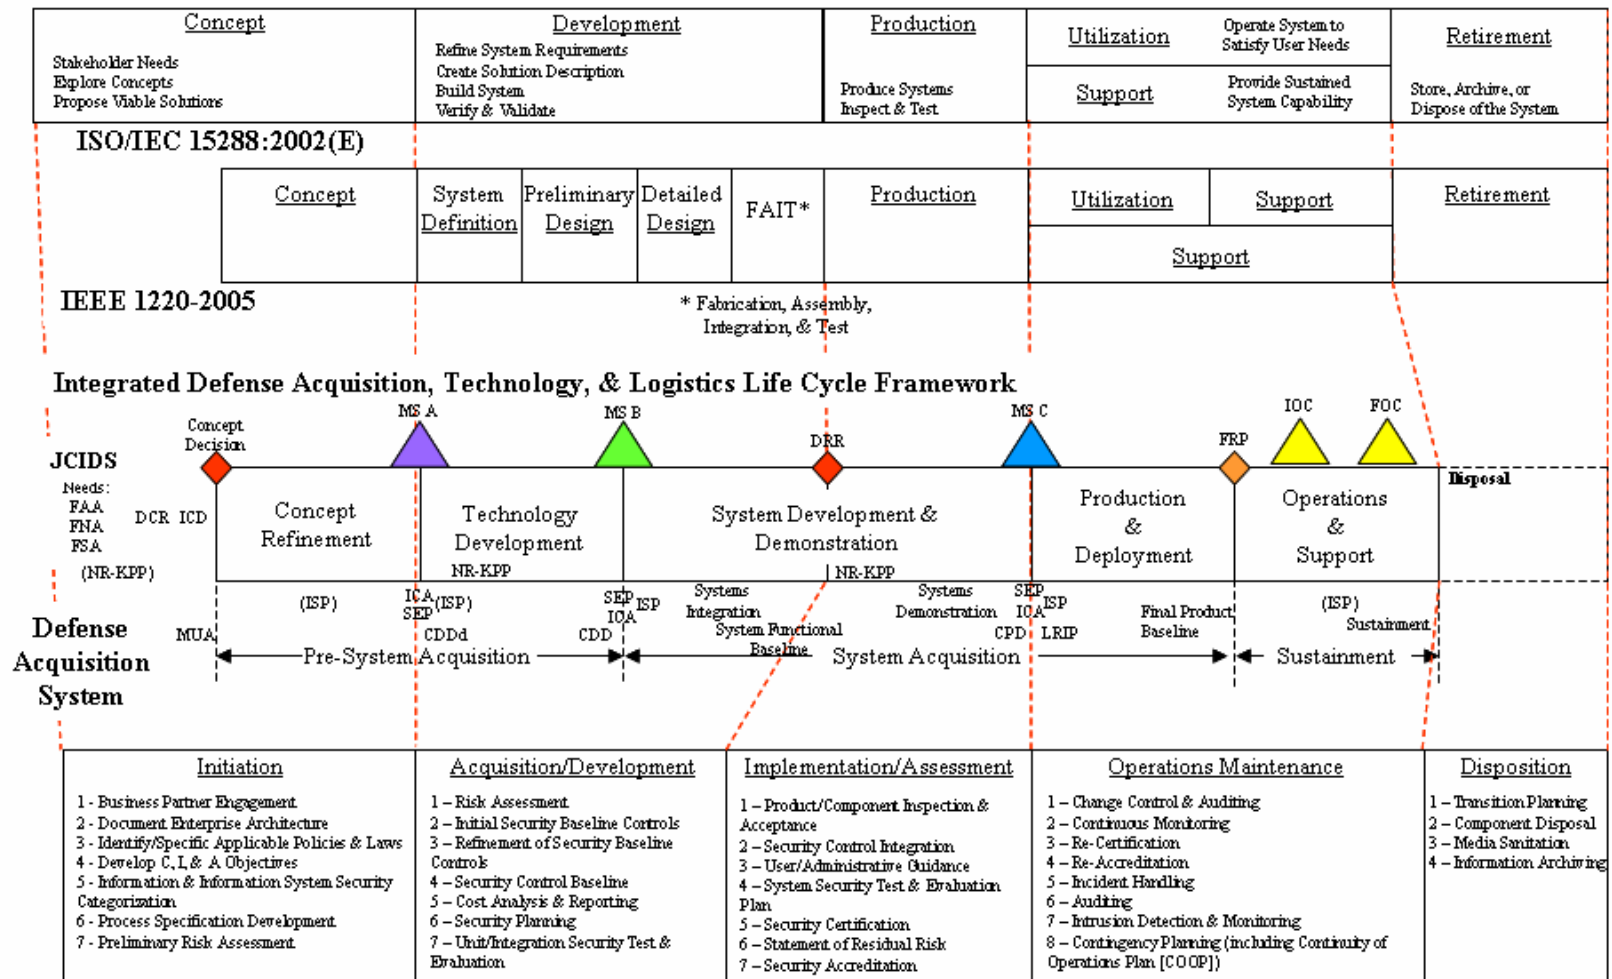 Concept
Stakeholder Needs
Explore Concepts
Propose Viable Solutions
Development
Refine System Requirements
Create Solution Description
Build System
Verify & Validate
Production
Produce Systems
Inspect & Test
Utilization
Operate System to
Satisfy User Needs
Support
Provide Sustained
System Capability
Retirement
Store, Archive, or
Dispose of the System
ISO/IEC 15288:2002(E)
Concept
System
Definition
Preliminary
Design
Detailed
Design
FAIT*
Production
Utilization
Support
Support
Retirement
IEEE 1220-2005
* Fabrication, Assembly,
Integration, & Test
Integrated Defense Acquisition, Technology, & Logistics Life Cycle Framework
Concept
Decision
MS A
MS B
DRR
MS C
FRP
IOC
FOC
JCIDS
Needs:
FAA
FNA
FSA
(NR-KPP)
DCR ICD
Concept
Refinement
Technology
Development
NR-KPP
System Development &
Demonstration
NR-KPP
Production
&
Deployment
Operations
&
Support
Disposal
(ISP)
ICA
SEP
(ISP)
SEP
ICA
ISP
Systems
Integration
Systems
Demonstration
SEP
ICA
ISP
(ISP)
MUA
CDDd
CDD
System Functional
Baseline
CPD LRIP
Final Product
Baseline
Sustainment
Defense
Acquisition
System
Pre-System Acquisition
System Acquisition
Sustainment
Initiation
1 - Business Partner Engagement
2 - Document Enterprise Architecture
3 - Identify/Specific Applicable Policies & Laws
4 - Develop C, I, & A Objectives
5 - Information & Information System Security
Categorization
6 - Process Specification Development
7 - Preliminary Risk Assessment
Acquisition/Development
1 – Risk Assessment
2 – Initial Security Baseline Controls
3 – Refinement of Security Baseline
Controls
4 – Security Control Baseline
5 – Cost Analysis & Reporting
6 – Security Planning
7 – Unit/Integration Security Test &
Evaluation
Implementation/Assessment
1 – Product/Component Inspection &
Acceptance
2 – Security Control Integration
3 – User/Administrative Guidance
4 – System Security Test & Evaluation
Plan
5 – Security Certification
6 – Statement of Residual Risk
7 – Security Accreditation
Operations Maintenance
1 – Change Control & Auditing
2 – Continuous Monitoring
3 – Re-Certification
4 – Re-Accreditation
5 – Incident Handling
6 – Auditing
7 – Intrusion Detection & Monitoring
8 – Contingency Planning (including Continuity of
Operations Plan [COOP])
Disposition
1 – Transition Planning
2 – Component Disposal
3 – Media Sanitation
4 – Information Archiving